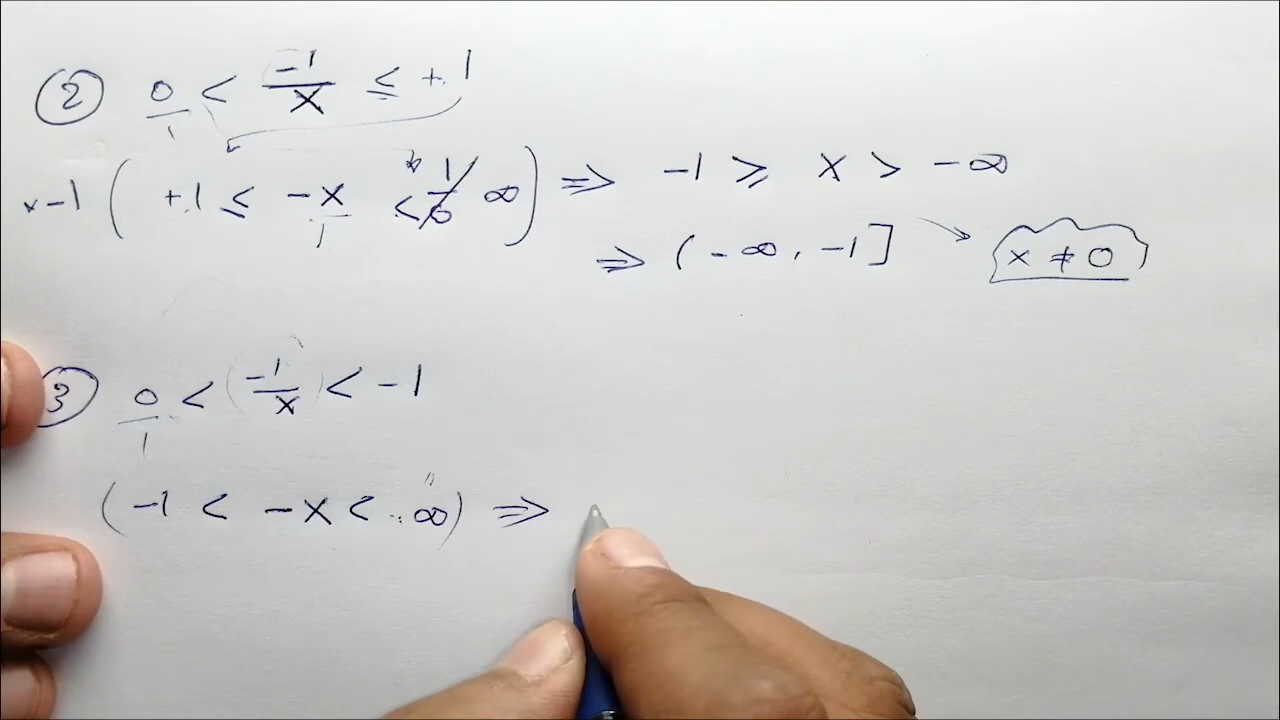 ② 0/1 < -1/x ≤ +1
x-1 ( +1 ≤ -x/1 < 1/0 ∞ ) ⇒ -1 ≥ x > -∞
⇒ (-∞, -1] → x ≠ 0
③ 0/1 < (-1/x) < -1
( -1 < -x < ∞ ) ⇒